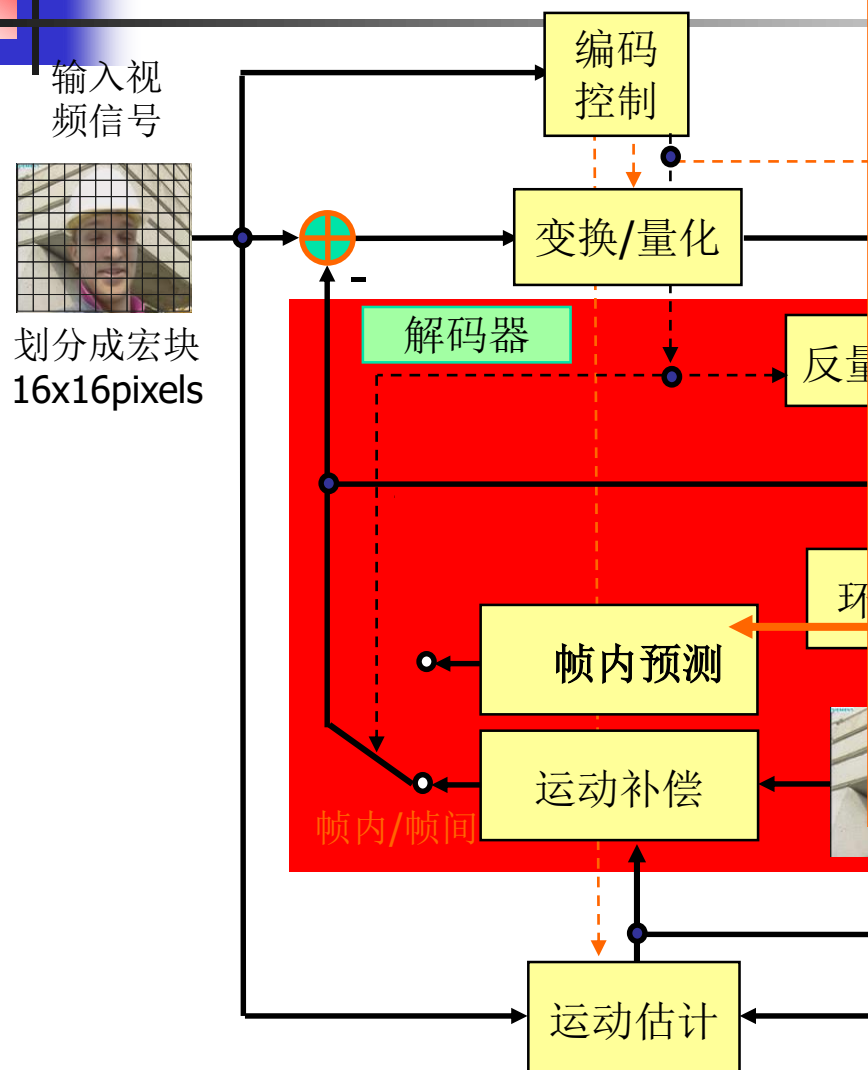 编码
控制
输入视
频信号
变换/量化
-
解码器
划分成宏块
16x16pixels
反量
环
帧内预测
运动补偿
帧内/帧间
运动估计